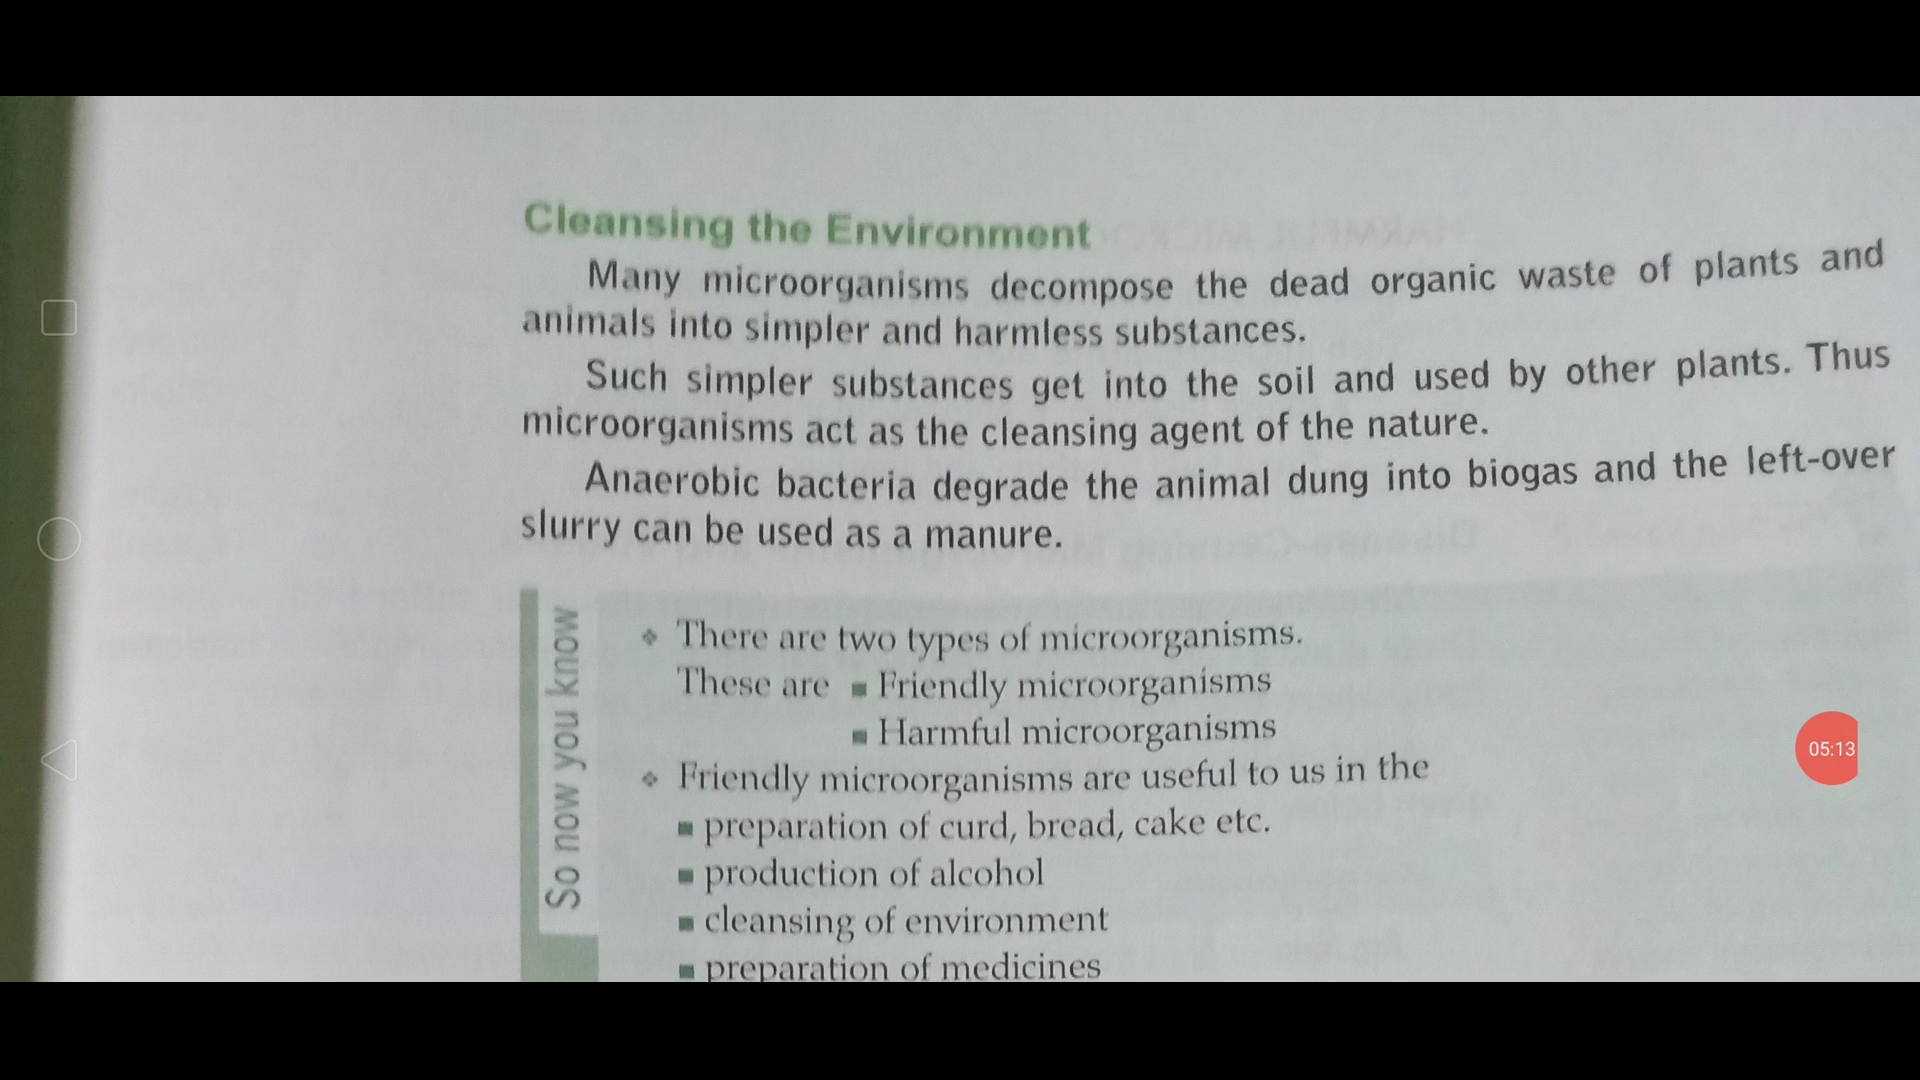 Cleansing the Environment
Many microorganisms decompose the dead organic waste of plants and
animals into simpler and harmless substances.
Such simpler substances get into the soil and used by other plants. Thus
microorganisms act as the cleansing agent of the nature.
Anaerobic bacteria degrade the animal dung into biogas and the left-over
slurry can be used as a manure.
So now you know
❖ There are two types of microorganisms.
These are ■ Friendly microorganisms
■ Harmful microorganisms
❖ Friendly microorganisms are useful to us in the
■ preparation of curd, bread, cake etc.
■ production of alcohol
■ cleansing of environment
■ preparation of medicines
05:13